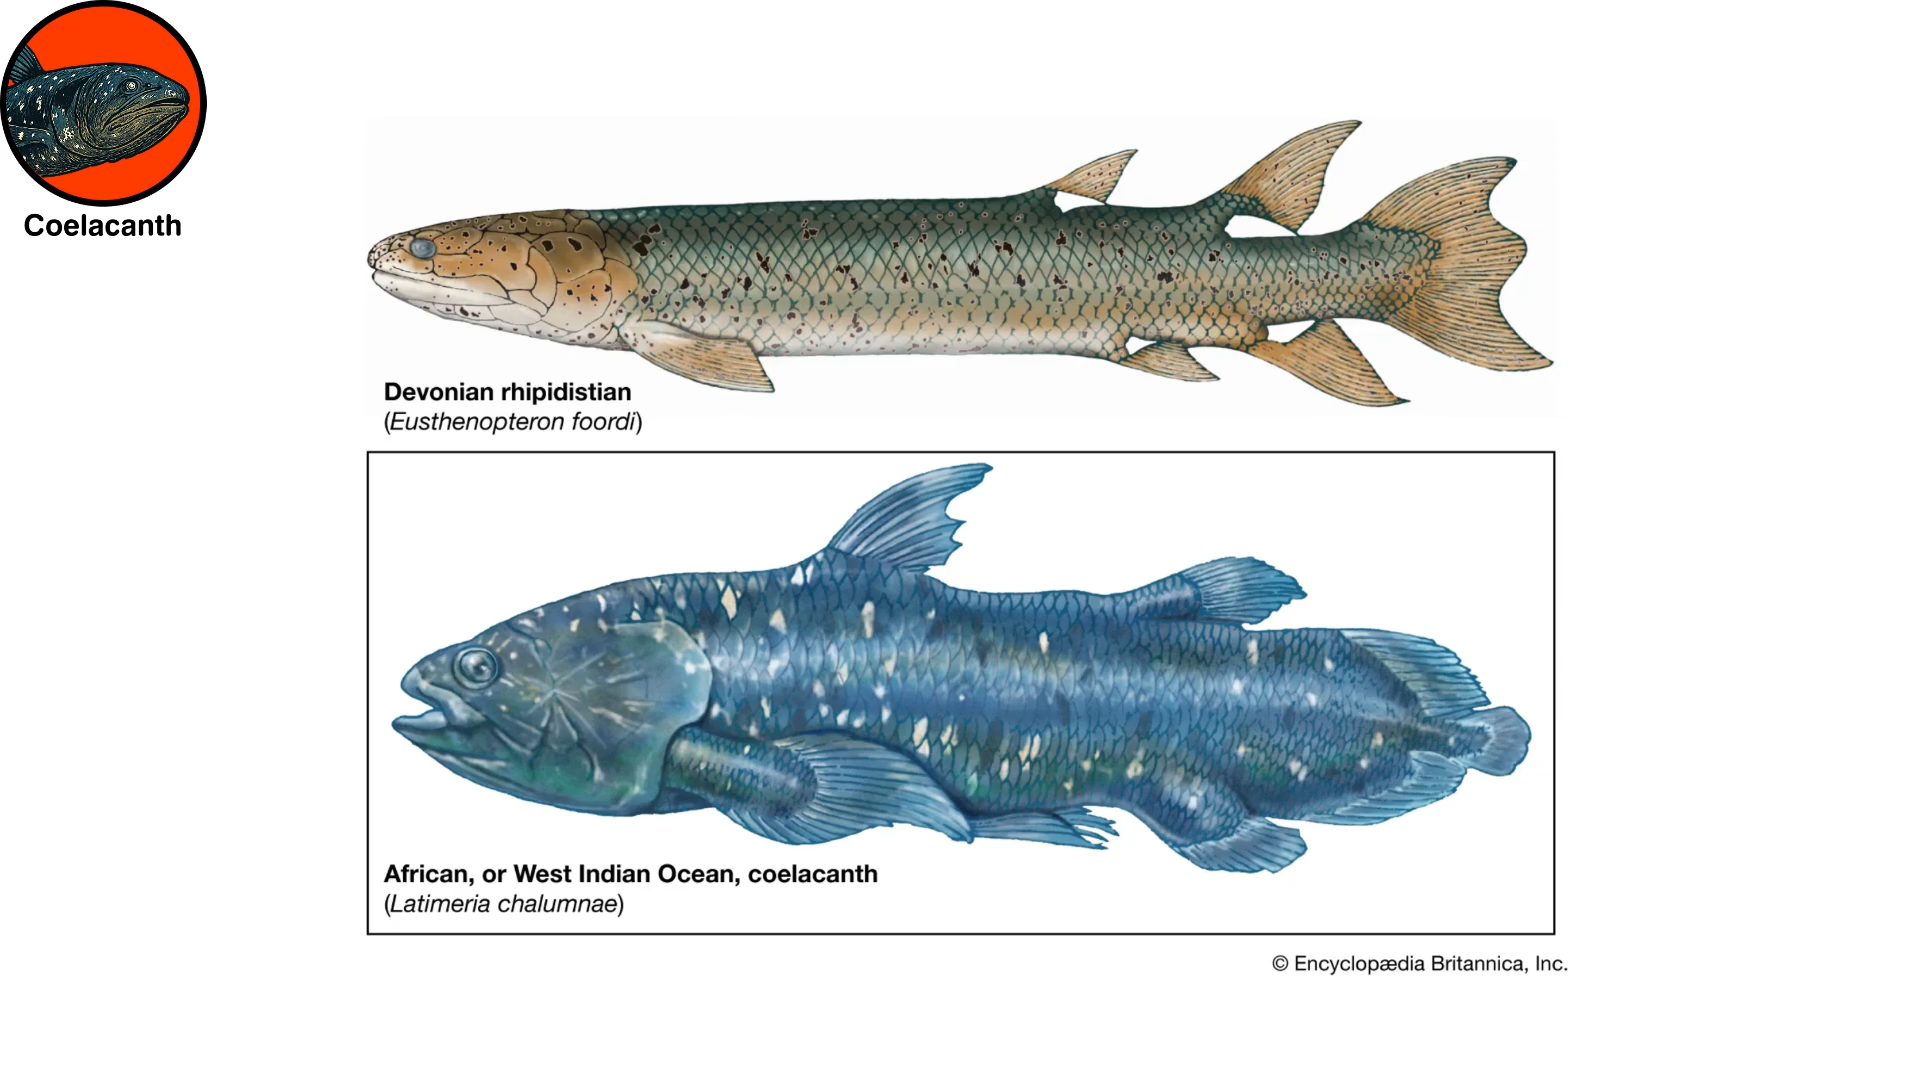 Coelacanth
Devonian rhipidistian
(Eusthenopteron foordi)
African, or West Indian Ocean, coelacanth
(Latimeria chalumnae)
© Encyclopædia Britannica, Inc.